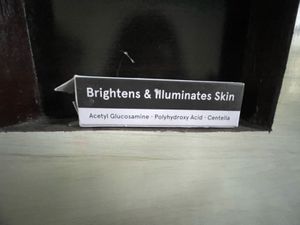 Brightens & Illuminates Skin
Acetyl Glucosamine · Polyhydroxy Acid · Centella